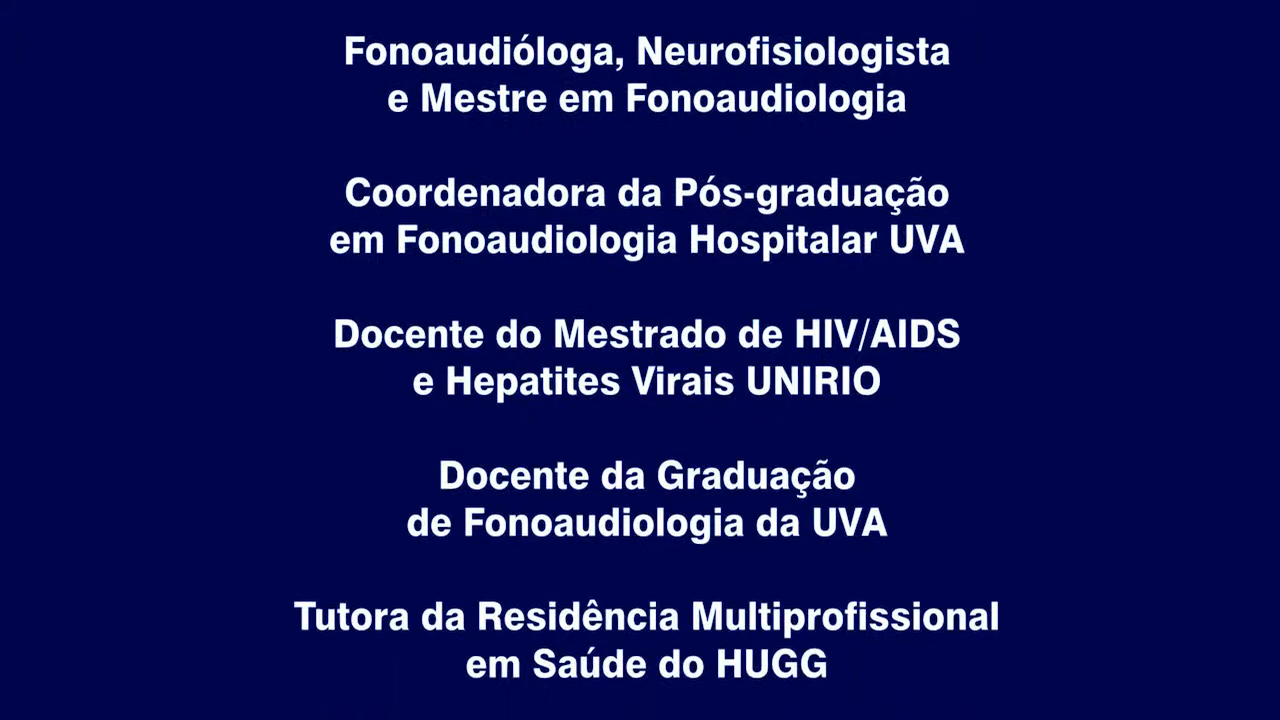 Fonoaudióloga, Neurofisiologista
e Mestre em Fonoaudiologia
Coordenadora da Pós-graduação
em Fonoaudiologia Hospitalar UVA
Docente do Mestrado de HIV/AIDS
e Hepatites Virais UNIRIO
Docente da Graduação
de Fonoaudiologia da UVA
Tutora da Residência Multiprofissional
em Saúde do HUGG